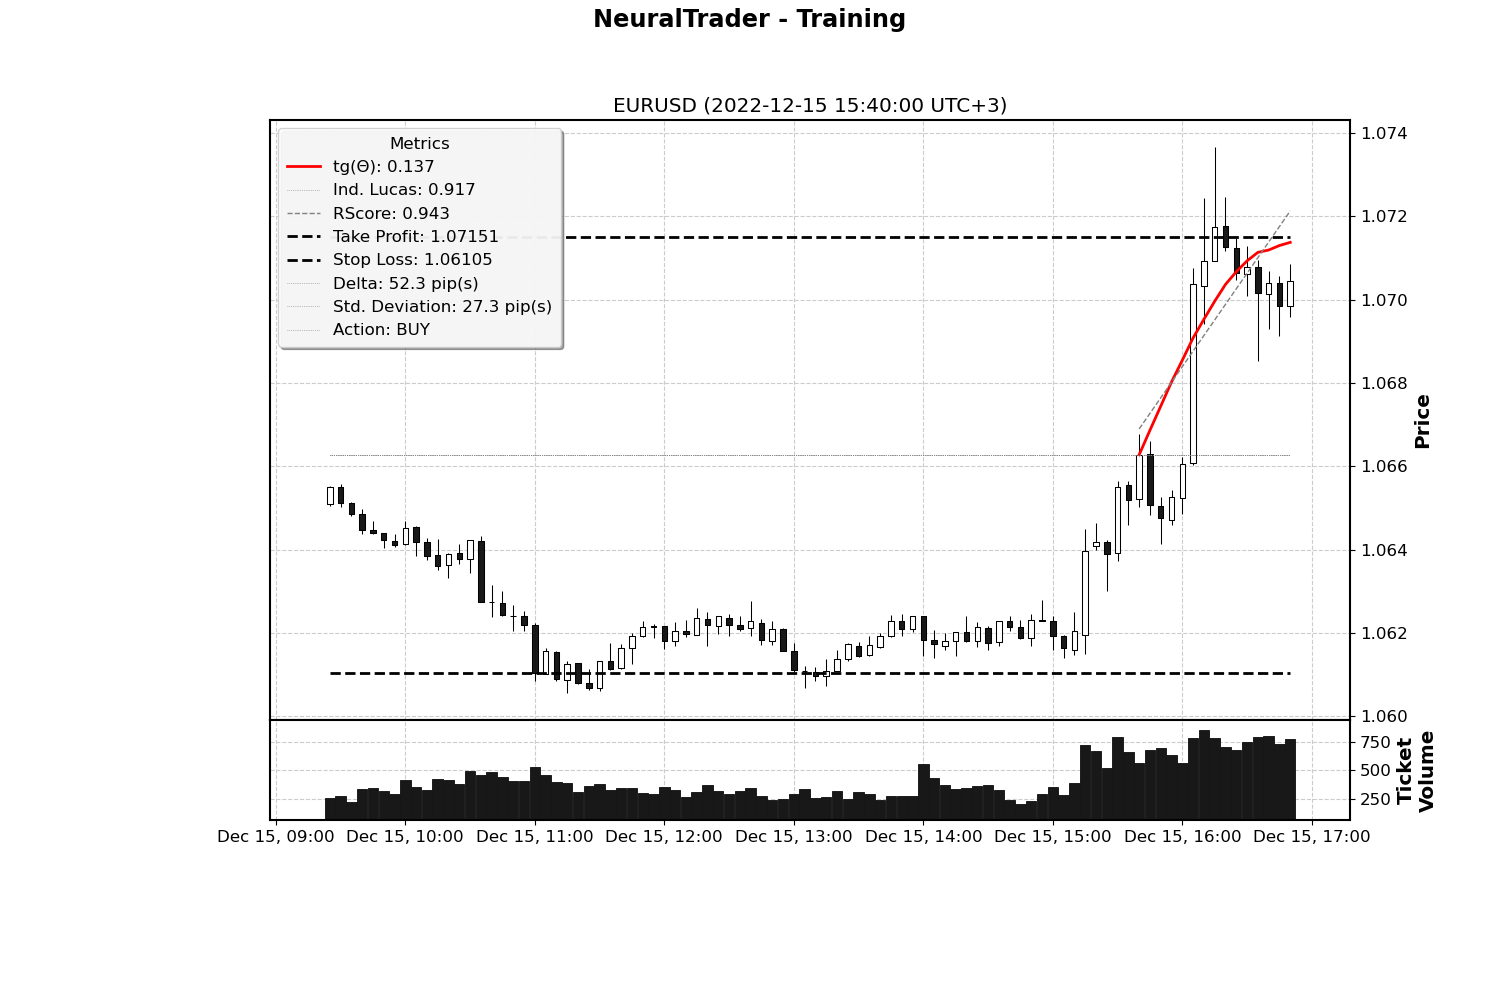 NeuralTrader - Training
EURUSD (2022-12-15 15:40:00 UTC+3)
Metrics
tg(Θ): 0.137
Ind. Lucas: 0.917
RScore: 0.943
Take Profit: 1.07151
Stop Loss: 1.06105
Delta: 52.3 pip(s)
Std. Deviation: 27.3 pip(s)
Action: BUY
1.074
1.072
1.070
1.068
1.066
1.064
1.062
1.060
Price
750
500
250
Ticket
Volume
Dec 15, 09:00 Dec 15, 10:00 Dec 15, 11:00 Dec 15, 12:00 Dec 15, 13:00 Dec 15, 14:00 Dec 15, 15:00 Dec 15, 16:00 Dec 15, 17:00